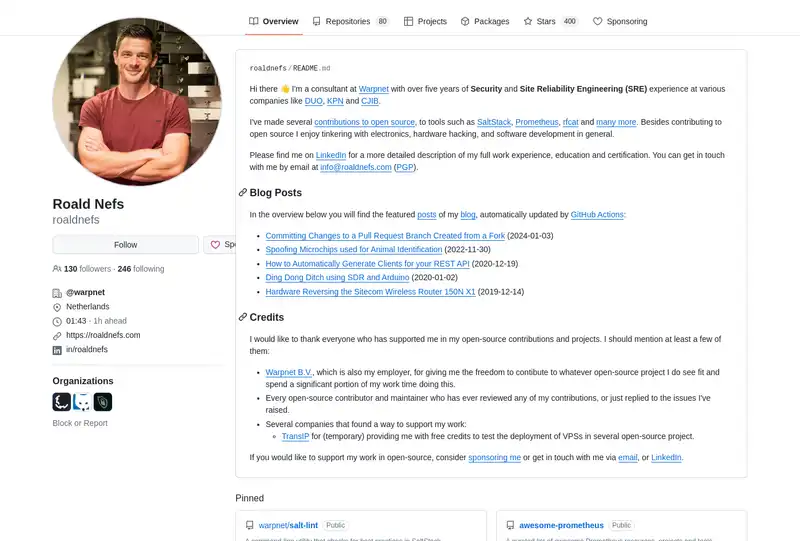 Overview Repositories 80 Projects Packages Stars 400 Sponsoring
Roald Nefs
roaldnefs
Follow
Spo
130 followers · 246 following
@warpnet
Netherlands
01:43 - 1h ahead
https://roaldnefs.com
in/roaldnefs
Organizations
Block or Report
roaldnefs/README.md
Hi there 👋 I'm a consultant at Warpnet with over five years of Security and Site Reliability Engineering (SRE) experience at various
companies like DUO, KPN and CJIB.
I've made several contributions to open source, to tools such as SaltStack, Prometheus, rfcat and many more. Besides contributing to
open source I enjoy tinkering with electronics, hardware hacking, and software development in general.
Please find me on LinkedIn for a more detailed description of my full work experience, education and certification. You can get in touch
with me by email at info@roaldnefs.com (PGP).
Blog Posts
In the overview below you will find the featured posts of my blog, automatically updated by GitHub Actions:
• Committing Changes to a Pull Request Branch Created from a Fork (2024-01-03)
• Spoofing Microchips used for Animal Identification (2022-11-30)
• How to Automatically Generate Clients for your REST API (2020-12-19)
• Ding Dong Ditch using SDR and Arduino (2020-01-02)
• Hardware Reversing the Sitecom Wireless Router 150N X1 (2019-12-14)
Credits
I would like to thank everyone who has supported me in my open-source contributions and projects. I should mention at least a few of
them:
• Warpnet B.V., which is also my employer, for giving me the freedom to contibute to whatever open-source project I do see fit and
spend a significant portion of my work time doing this.
• Every open-source contributor and maintainer who has ever reviewed any of my contributions, or just replied to the issues I've
raised.
• Several companies that found a way to support my work:
◦ TransIP for (temporary) providing me with free credits to test the deployment of VPSs in several open-source project.
If you would like to support my work in open-source, consider sponsoring me or get in touch with me via email, or LinkedIn.
Pinned
warpnet/salt-lint Public
awesome-prometheus Public